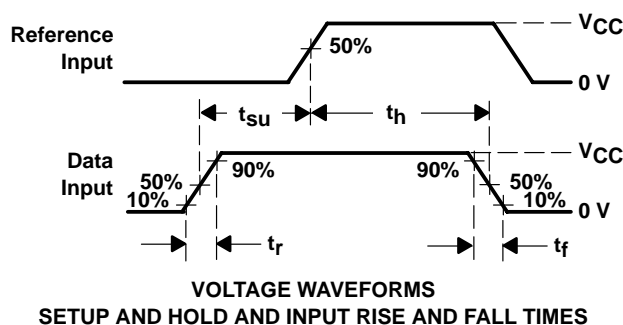 Reference
Input
50%
VCC
0 V
tsu
th
Data
Input
50%
10%
90%
90%
50%
10%
VCC
0 V
tr
tf
VOLTAGE WAVEFORMS
SETUP AND HOLD AND INPUT RISE AND FALL TIMES